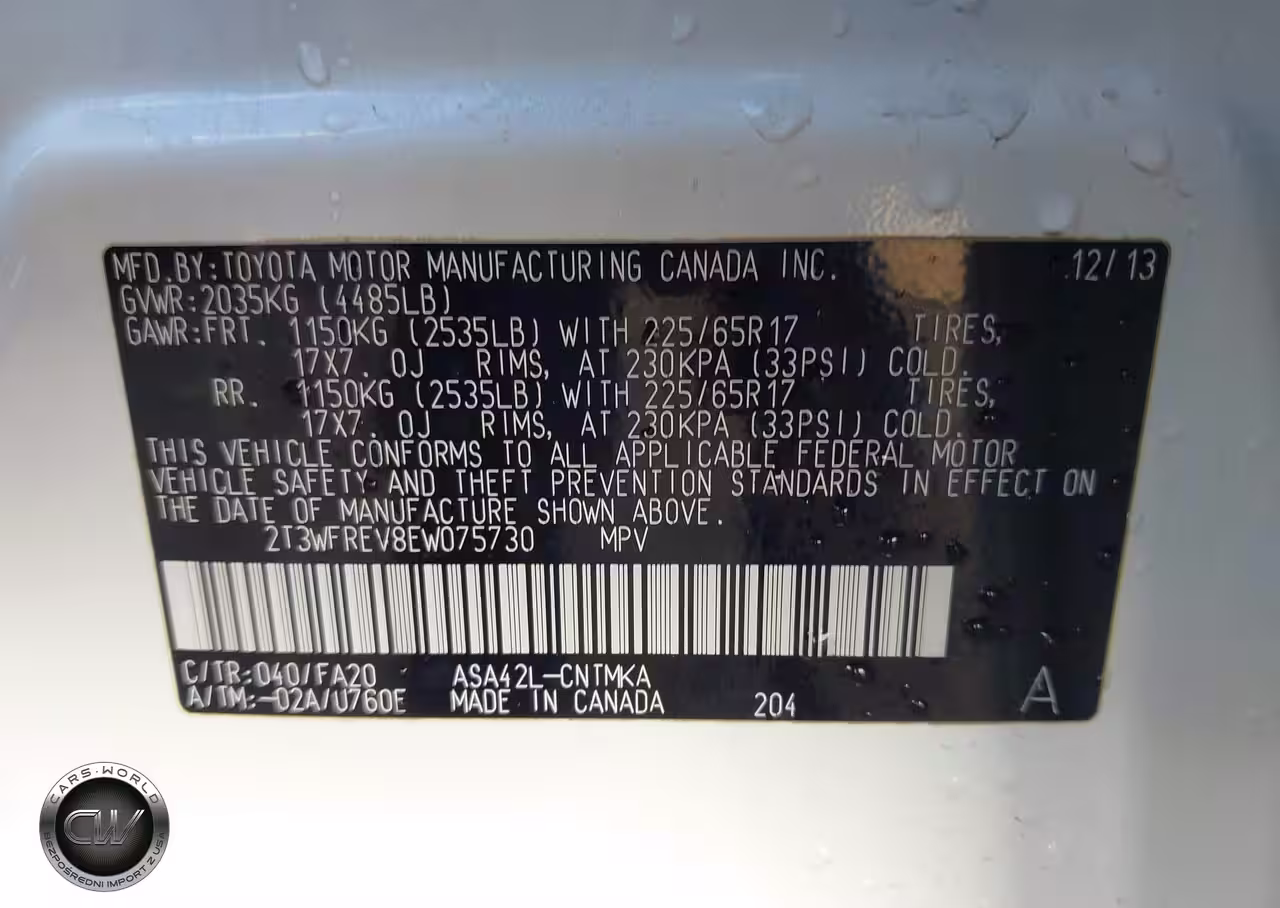 MFD.BY:TOYOTA MOTOR MANUFACTURING CANADA INC. 12/13
GVWR:2035KG (4485LB)
GAWR:FRT. 1150KG (2535LB) WITH 225/65R17 TIRES,
17X7.0J RIMS, AT 230KPA (33PSI) COLD.
RR. 1150KG (2535LB) WITH 225/65R17 TIRES,
17X7.0J RIMS, AT 230KPA (33PSI) COLD.
THIS VEHICLE CONFORMS TO ALL APPLICABLE FEDERAL MOTOR
VEHICLE SAFETY AND THEFT PREVENTION STANDARDS IN EFFECT ON
THE DATE OF MANUFACTURE SHOWN ABOVE.
2T3WFREV8EW075730 MPV
C/TR:040/FA20 ASA42L-CNTMKA
A/TM:-02A/U760E MADE IN CANADA 204 A
CARS-WORLD
CW
BEZPOŚREDNI IMPORT Z USA